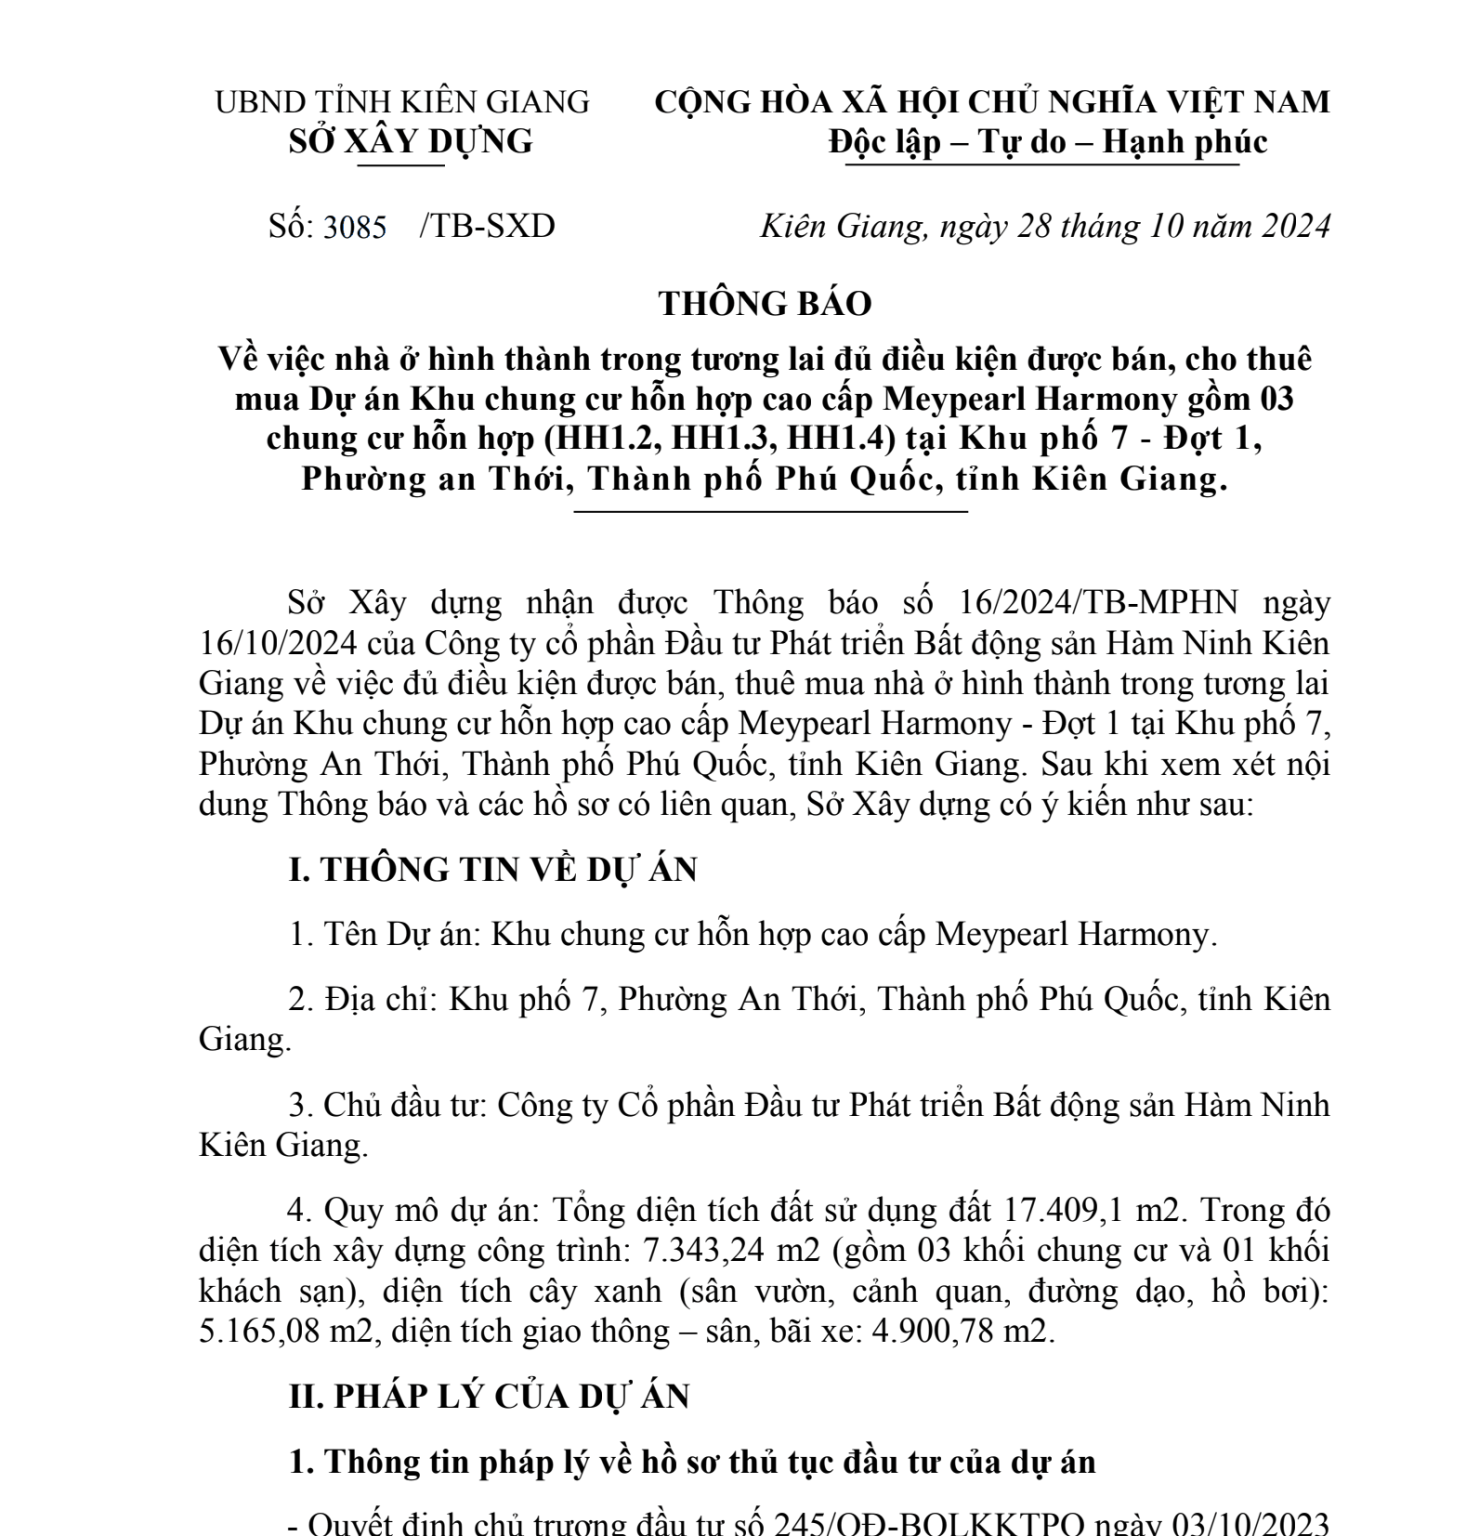 UBND TỈNH KIÊN GIANG
SỞ XÂY DỰNG
CỘNG HÒA XÃ HỘI CHỦ NGHĨA VIỆT NAM
Độc lập – Tự do – Hạnh phúc
Số: 3085 /TB-SXD
Kiên Giang, ngày 28 tháng 10 năm 2024
THÔNG BÁO
Về việc nhà ở hình thành trong tương lai đủ điều kiện được bán, cho thuê
mua Dự án Khu chung cư hỗn hợp cao cấp Meypearl Harmony gồm 03
chung cư hỗn hợp (HH1.2, HH1.3, HH1.4) tại Khu phố 7 - Đợt 1,
Phường an Thới, Thành phố Phú Quốc, tỉnh Kiên Giang.
Sở Xây dựng nhận được Thông báo số 16/2024/TB-MPHN ngày
16/10/2024 của Công ty cổ phần Đầu tư Phát triển Bất động sản Hàm Ninh Kiên
Giang về việc đủ điều kiện được bán, thuê mua nhà ở hình thành trong tương lai
Dự án Khu chung cư hỗn hợp cao cấp Meypearl Harmony - Đợt 1 tại Khu phố 7,
Phường An Thới, Thành phố Phú Quốc, tỉnh Kiên Giang. Sau khi xem xét nội
dung Thông báo và các hồ sơ có liên quan, Sở Xây dựng có ý kiến như sau:
I. THÔNG TIN VỀ DỰ ÁN
1. Tên Dự án: Khu chung cư hỗn hợp cao cấp Meypearl Harmony.
2. Địa chỉ: Khu phố 7, Phường An Thới, Thành phố Phú Quốc, tỉnh Kiên
Giang.
3. Chủ đầu tư: Công ty Cổ phần Đầu tư Phát triển Bất động sản Hàm Ninh
Kiên Giang.
4. Quy mô dự án: Tổng diện tích đất sử dụng đất 17.409,1 m2. Trong đó
diện tích xây dựng công trình: 7.343,24 m2 (gồm 03 khối chung cư và 01 khối
khách sạn), diện tích cây xanh (sân vườn, cảnh quan, đường dạo, hồ bơi):
5.165,08 m2, diện tích giao thông – sân, bãi xe: 4.900,78 m2.
II. PHÁP LÝ CỦA DỰ ÁN
1. Thông tin pháp lý về hồ sơ thủ tục đầu tư của dự án
- Quyết định chủ trương đầu tư số 245/QĐ-BQLKKTPQ ngày 03/10/2023